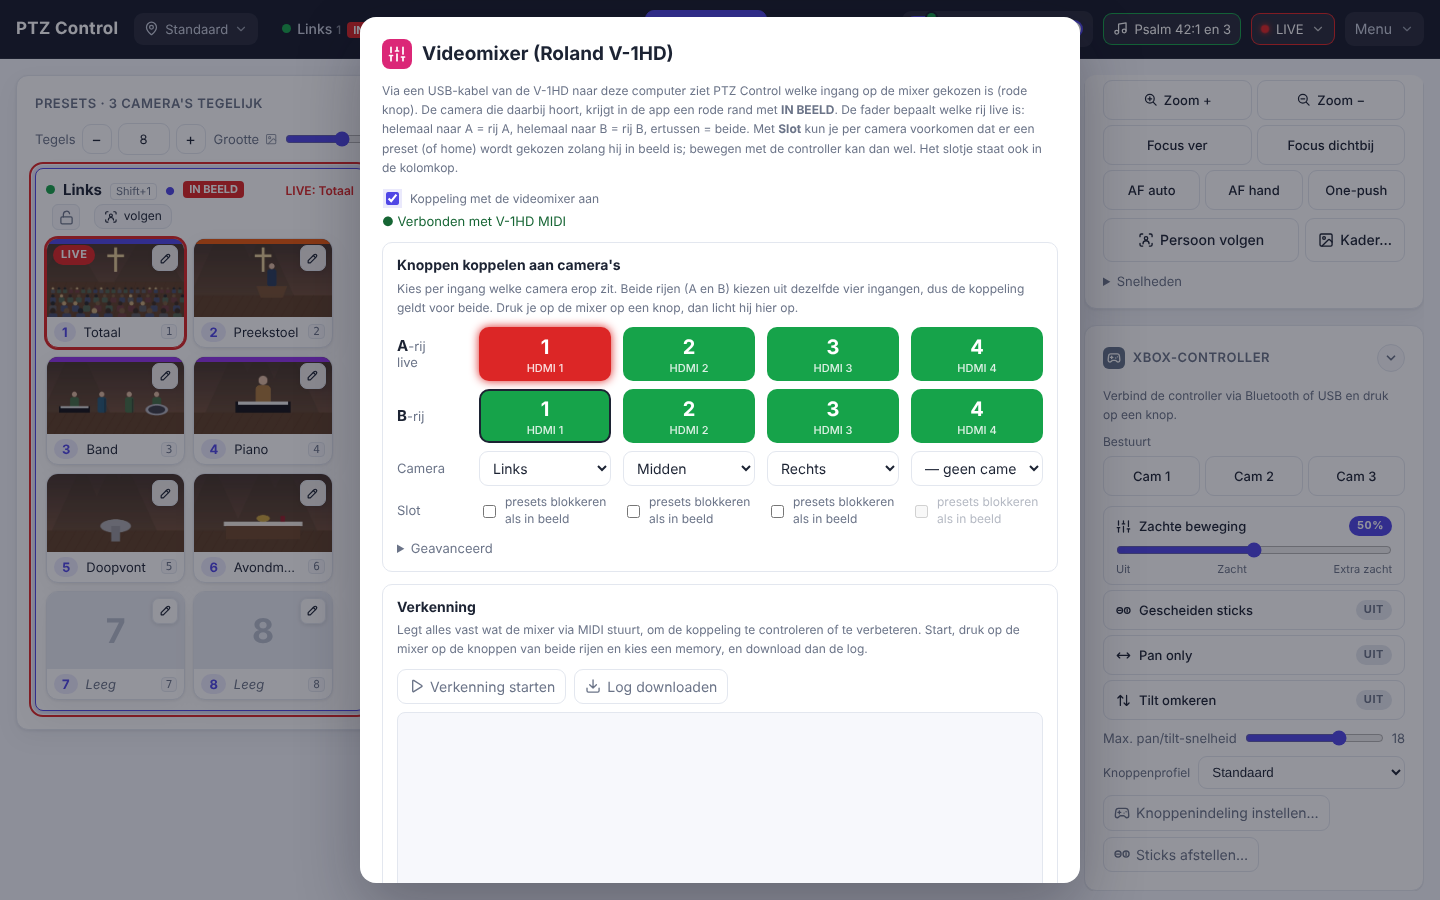 PTZ Control
Standaard
Links 1
Psalm 42:1 en 3
LIVE
Menu
PRESETS · 3 CAMERA'S TEGELIJK
Tegels − 8 + Grootte
Links Shift+1 IN BEELD LIVE: Totaal
volgen
LIVE
1 Totaal 1
2 Preekstoel 2
3 Band 3
4 Piano 4
5 Doopvont 5
6 Avondm... 6
7
8
7 Leeg 7
8 Leeg 8
Videomixer (Roland V-1HD)
Via een USB-kabel van de V-1HD naar deze computer ziet PTZ Control welke ingang op de mixer gekozen is (rode
knop). De camera die daarbij hoort, krijgt in de app een rode rand met IN BEELD. De fader bepaalt welke rij live is:
helemaal naar A = rij A, helemaal naar B = rij B, ertussen = beide. Met Slot kun je per camera voorkomen dat er een
preset (of home) wordt gekozen zolang hij in beeld is; bewegen met de controller kan dan wel. Het slotje staat ook in
de kolomkop.
Koppeling met de videomixer aan
Verbonden met V-1HD MIDI
Knoppen koppelen aan camera's
Kies per ingang welke camera erop zit. Beide rijen (A en B) kiezen uit dezelfde vier ingangen, dus de koppeling
geldt voor beide. Druk je op de mixer op een knop, dan licht hij hier op.
A-rij
live
1
HDMI 1
2
HDMI 2
3
HDMI 3
4
HDMI 4
B-rij
1
HDMI 1
2
HDMI 2
3
HDMI 3
4
HDMI 4
Camera Links Midden Rechts — geen came
Slot
presets blokkeren
als in beeld
presets blokkeren
als in beeld
presets blokkeren
als in beeld
presets blokkeren
als in beeld
Geavanceerd
Verkenning
Legt alles vast wat de mixer via MIDI stuurt, om de koppeling te controleren of te verbeteren. Start, druk op de
mixer op de knoppen van beide rijen en kies een memory, en download dan de log.
Verkenning starten
Log downloaden
Zoom +
Zoom −
Focus ver
Focus dichtbij
AF auto
AF hand
One-push
Persoon volgen
Kader...
Snelheden
XBOX-CONTROLLER
Verbind de controller via Bluetooth of USB en druk
op een knop.
Bestuurt
Cam 1
Cam 2
Cam 3
Zachte beweging 50%
Uit Zacht Extra zacht
Gescheiden sticks UIT
Pan only UIT
Tilt omkeren UIT
Max. pan/tilt-snelheid 18
Knoppenprofiel Standaard
Knoppenindeling instellen...
Sticks afstellen...